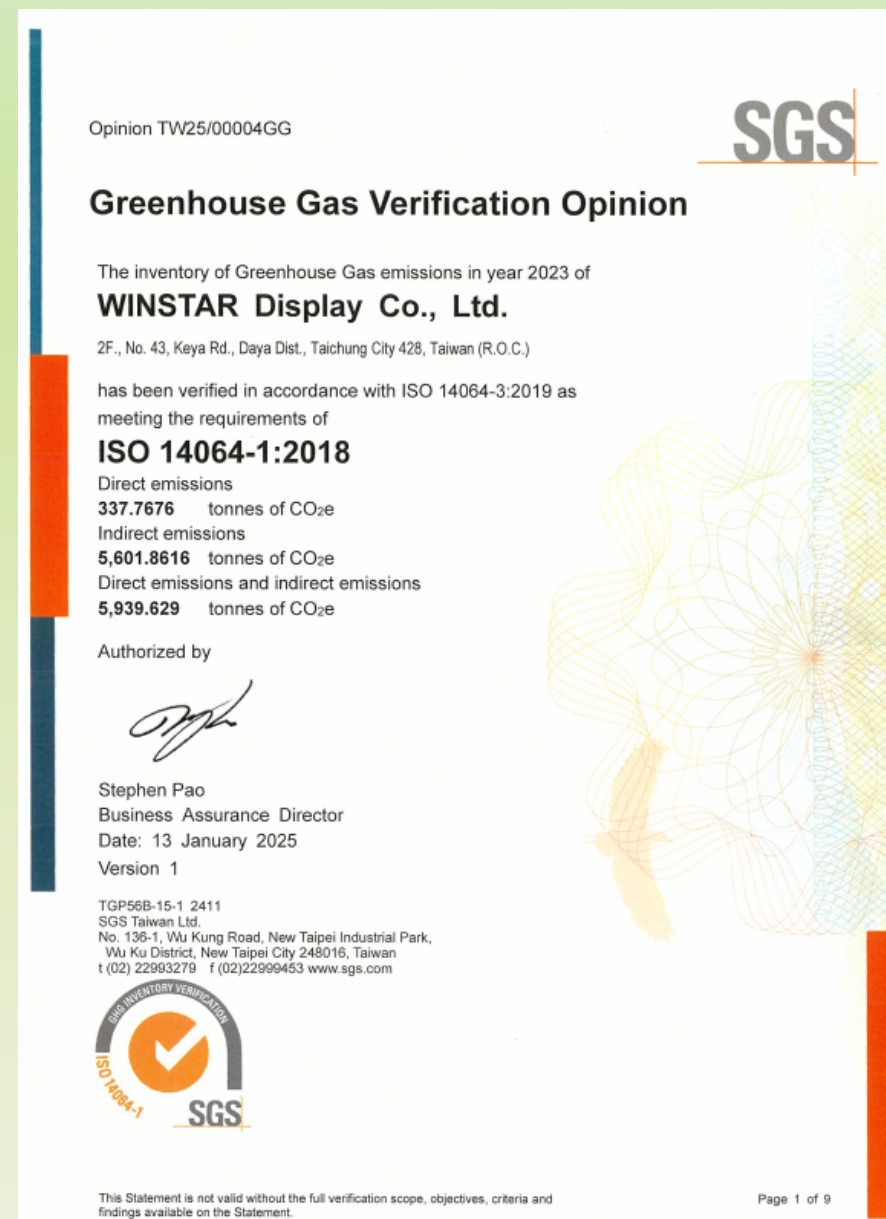 Opinion TW25/00004GG
SGS
Greenhouse Gas Verification Opinion
The inventory of Greenhouse Gas emissions in year 2023 of
WINSTAR Display Co., Ltd.
2F., No. 43, Keya Rd., Daya Dist., Taichung City 428, Taiwan (R.O.C.)
has been verified in accordance with ISO 14064-3:2019 as
meeting the requirements of
ISO 14064-1:2018
Direct emissions
337.7676 tonnes of CO2e
Indirect emissions
5,601.8616 tonnes of CO2e
Direct emissions and indirect emissions
5,939.629 tonnes of CO2e
Authorized by
Stephen Pao
Business Assurance Director
Date: 13 January 2025
Version 1
TGP56B-15-1 2411
SGS Taiwan Ltd.
No. 136-1, Wu Kung Road, New Taipei Industrial Park,
Wu Ku District, New Taipei City 248016, Taiwan
t (02) 22993279 f (02)22999453 www.sgs.com
GHG INVENTORY VERIFICATION
ISO 14064-1
SGS
This Statement is not valid without the full verification scope, objectives, criteria and
findings available on the Statement.
Page 1 of 9